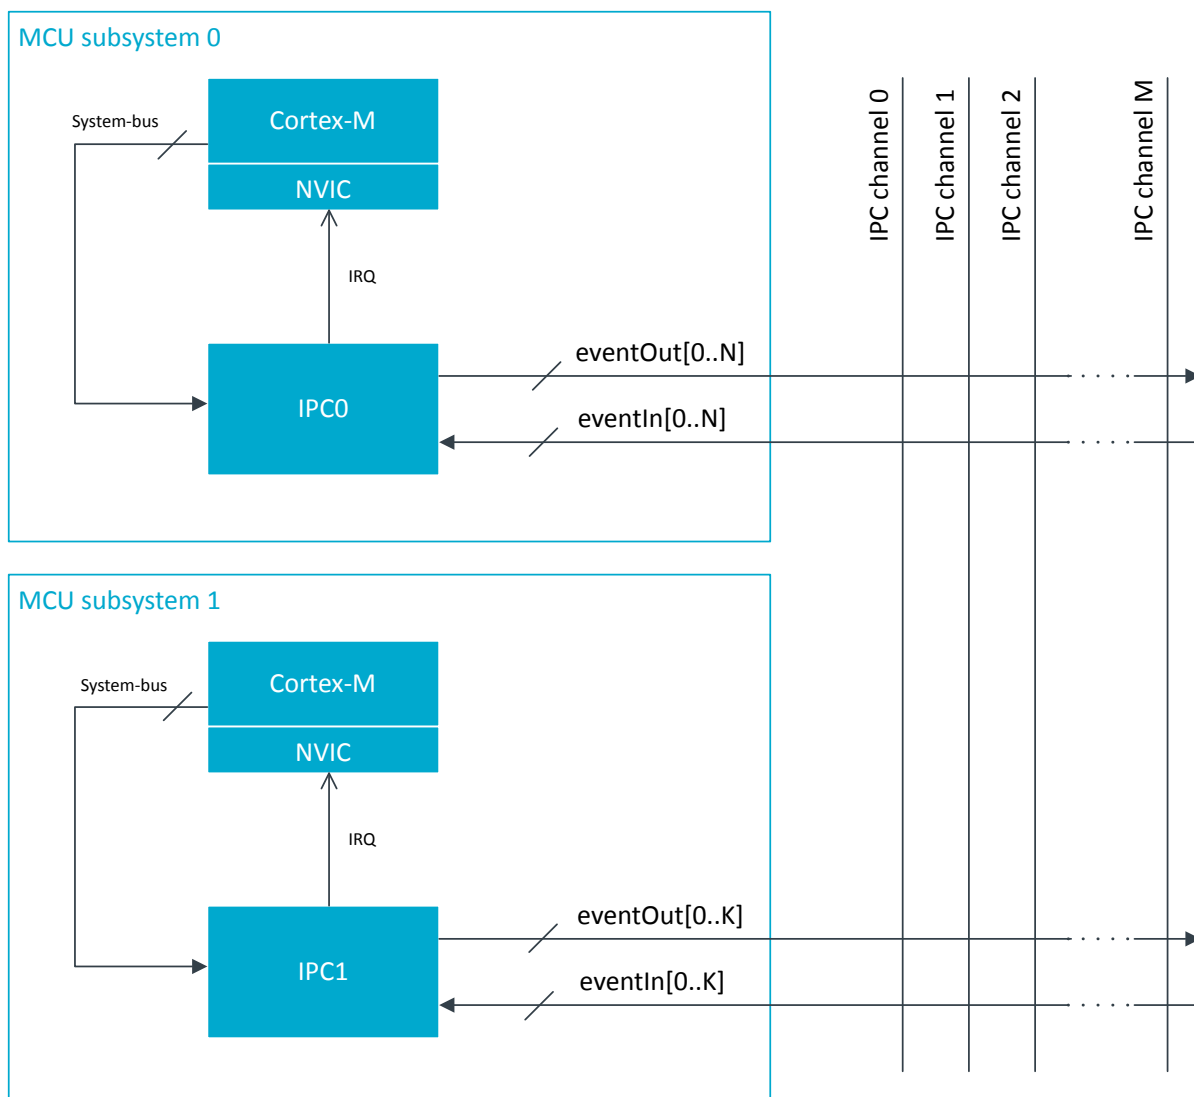 MCU subsystem 0
System-bus
Cortex-M
NVIC
IRQ
IPC0
eventOut[0..N]
eventIn[0..N]
IPC channel 0
IPC channel 1
IPC channel 2
IPC channel M
MCU subsystem 1
System-bus
Cortex-M
NVIC
IRQ
IPC1
eventOut[0..K]
eventIn[0..K]